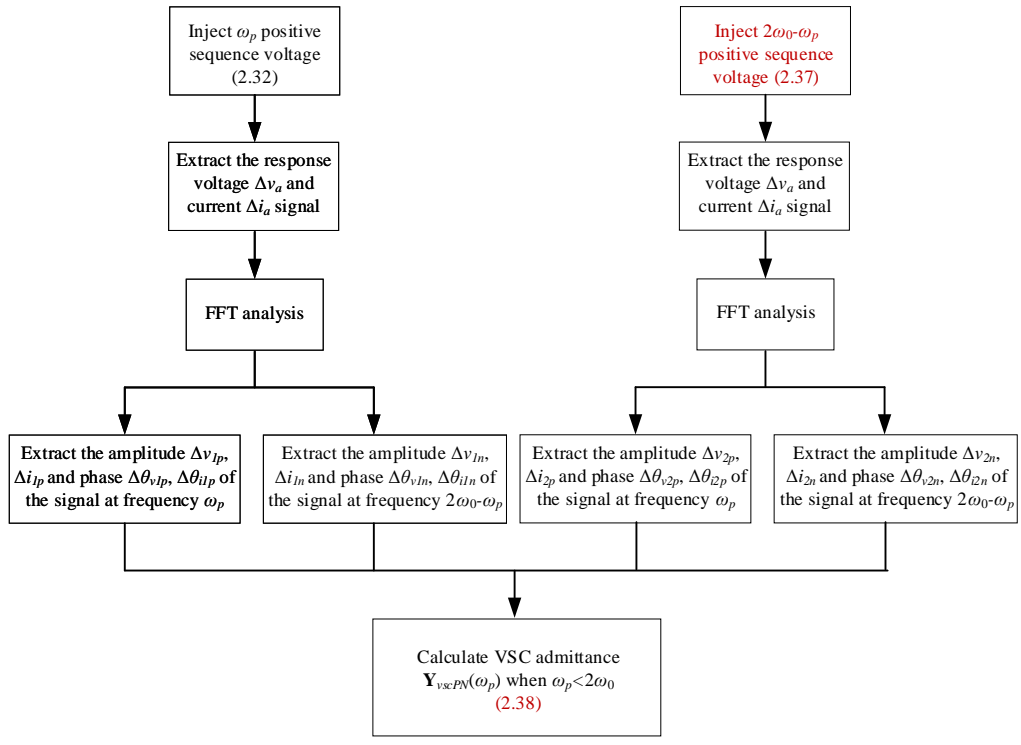 Inject ωp positive
sequence voltage
(2.32)
Inject 2ω0-ωp
positive sequence
voltage (2.37)
Extract the response
voltage Δva and
current Δia signal
Extract the response
voltage Δva and
current Δia signal
FFT analysis
FFT analysis
Extract the amplitude Δv1p,
Δi1p and phase Δθv1p, Δθi1p of
the signal at frequency ωp
Extract the amplitude Δv1n,
Δi1n and phase Δθv1n, Δθi1n of
the signal at frequency 2ω0-ωp
Extract the amplitude Δv2p,
Δi2p and phase Δθv2p, Δθi2p of
the signal at frequency ωp
Extract the amplitude Δv2n,
Δi2n and phase Δθv2n, Δθi2n of
the signal at frequency 2ω0-ωp
Calculate VSC admittance
YvscPN(ωp) when ωp<2ω0
(2.38)